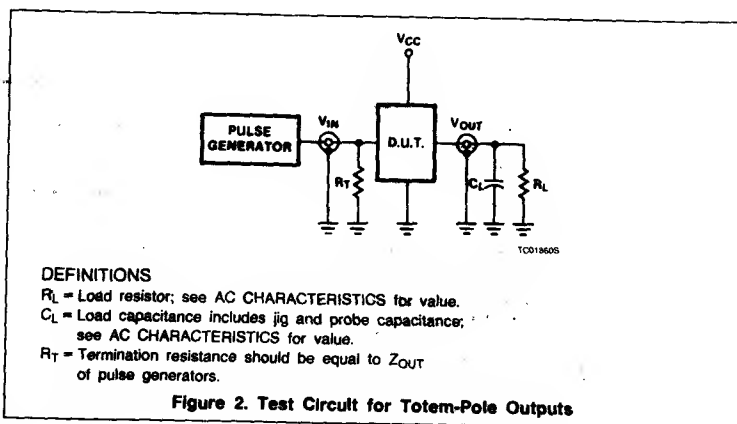 VCC
PULSE
GENERATOR
VIN
D.U.T.
VOUT
RT
CL
RL
TC01860S
DEFINITIONS
RL = Load resistor; see AC CHARACTERISTICS for value.
CL = Load capacitance includes jig and probe capacitance;
see AC CHARACTERISTICS for value.
RT = Termination resistance should be equal to ZOUT
of pulse generators.
Figure 2. Test Circuit for Totem-Pole Outputs